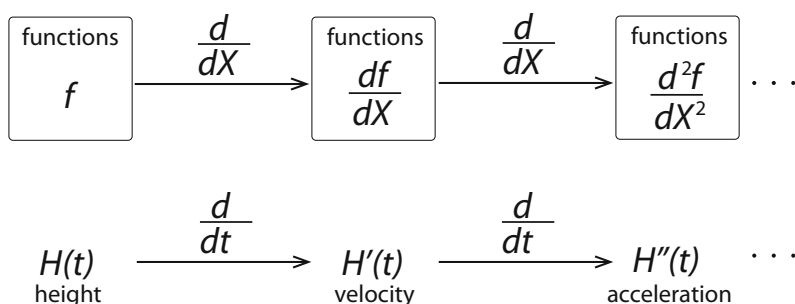 functions d functions d functions
f dX df/dX dX d²f/dX² . . .
d d
H(t) dt H′(t) dt H″(t) . . .
height velocity acceleration